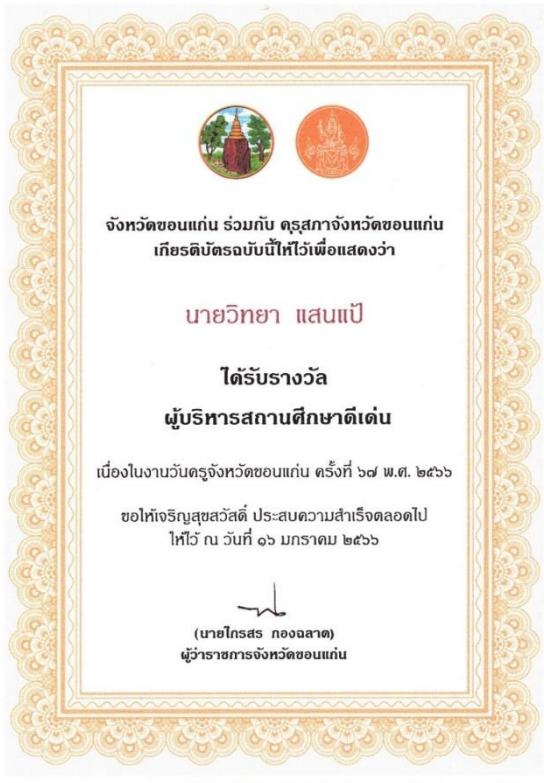 จังหวัดขอนแก่น ร่วมกับ คุรุสภาจังหวัดขอนแก่น
เกียรติบัตรฉบับนี้ให้ไว้เพื่อแสดงว่า
นายวิทยา แสนแป้
ได้รับรางวัล
ผู้บริหารสถานศึกษาดีเด่น
เนื่องในงานวันครูจังหวัดขอนแก่น ครั้งที่ ๖๗ พ.ศ. ๒๕๖๖
ขอให้เจริญสุขสวัสดิ์ ประสบความสำเร็จตลอดไป
ให้ไว้ ณ วันที่ ๑๖ มกราคม ๒๕๖๖
(นายไกรสร กองฉลาด)
ผู้ว่าราชการจังหวัดขอนแก่น